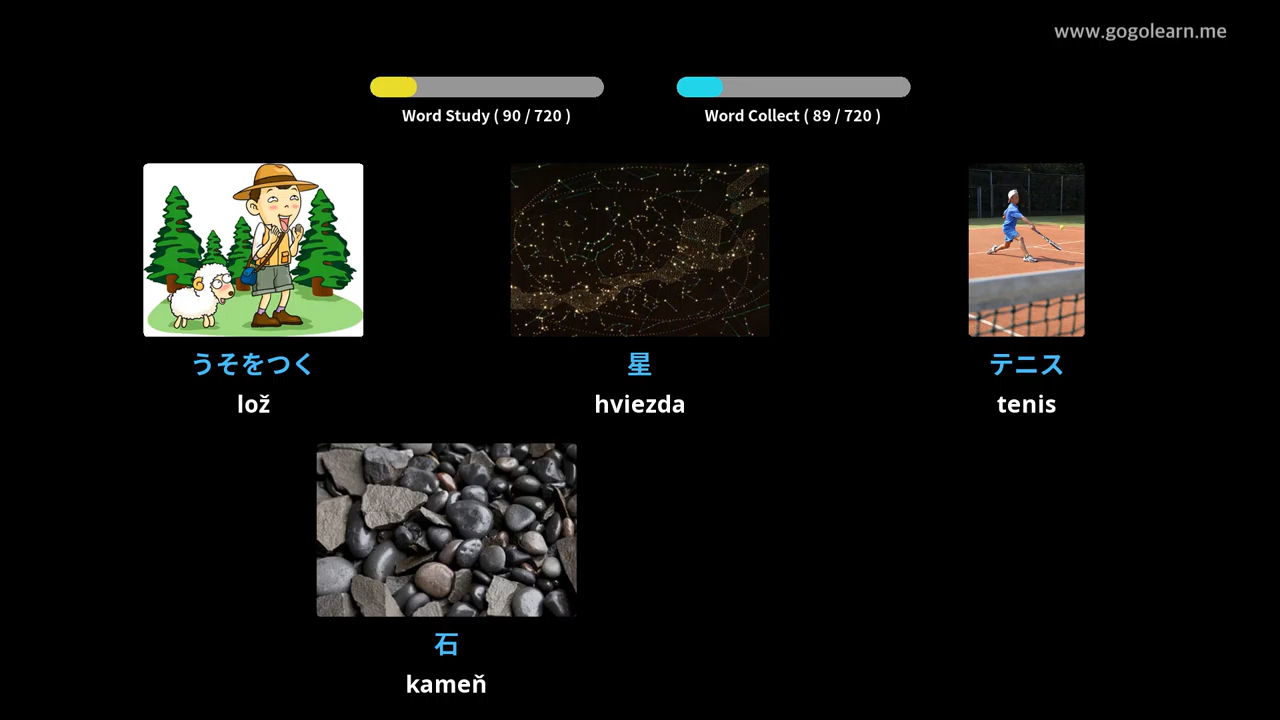 www.gogolearn.me
Word Study ( 90 / 720 )
Word Collect ( 89 / 720 )
うそをつく
lož
星
hviezda
テニス
tenis
石
kameň